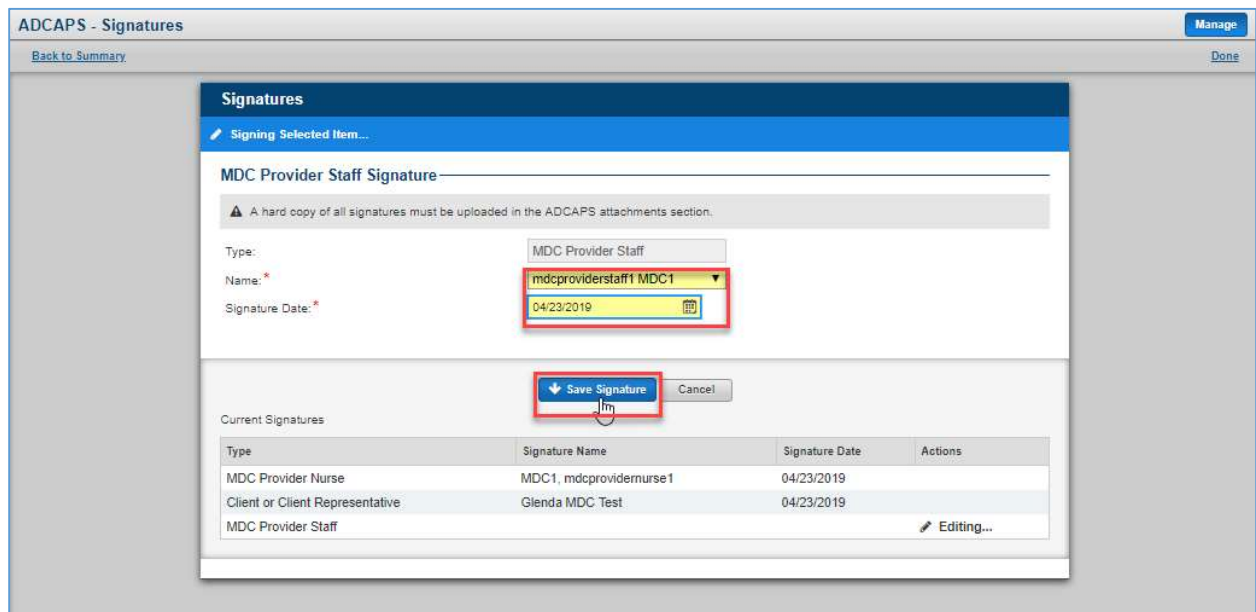 ADCAPS - Signatures
Manage
Back to Summary
Done
Signatures
Signing Selected Item...
MDC Provider Staff Signature
A hard copy of all signatures must be uploaded in the ADCAPS attachments section.
Type: MDC Provider Staff
Name:* mdcproviderstaff1 MDC1
Signature Date:* 04/23/2019
Save Signature Cancel
Current Signatures
Type Signature Name Signature Date Actions
MDC Provider Nurse MDC1, mdcprovidernurse1 04/23/2019
Client or Client Representative Glenda MDC Test 04/23/2019
MDC Provider Staff Editing...